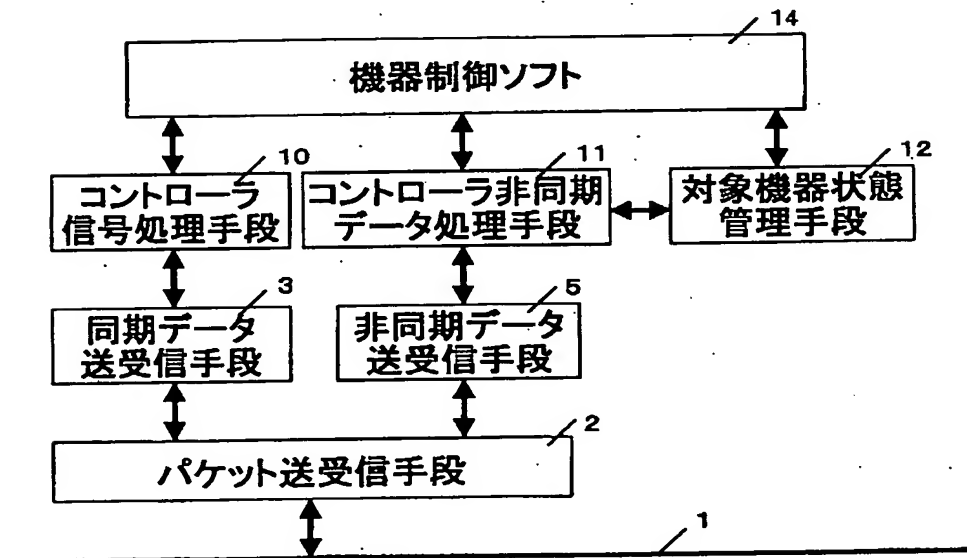 14
機器制御ソフト
10
11
12
コントローラ
信号処理手段
コントローラ非同期
データ処理手段
対象機器状態
管理手段
3
5
同期データ
送受信手段
非同期データ
送受信手段
2
パケット送受信手段
1